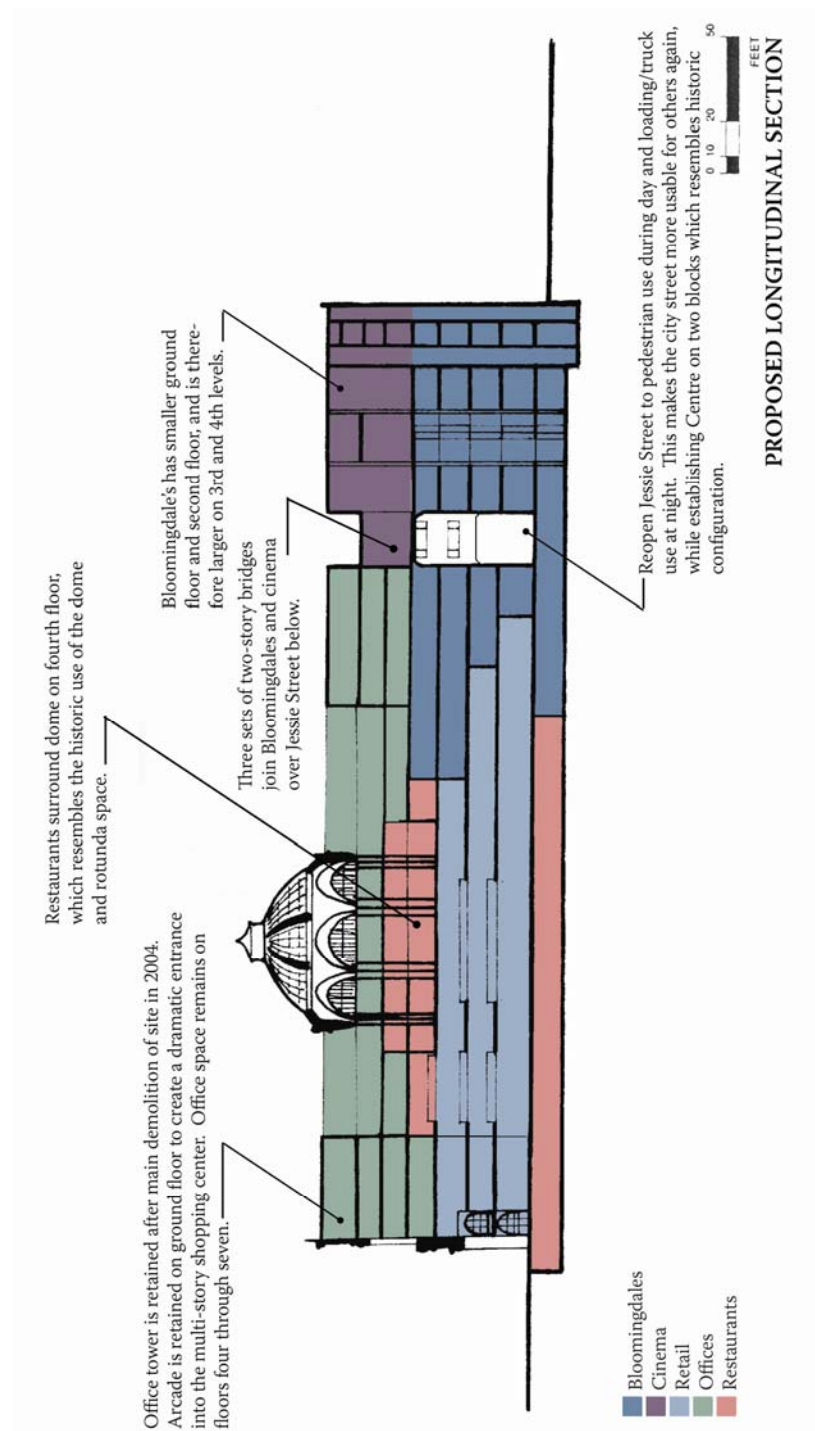 Office tower is retained after main demolition of site in 2004.
Arcade is retained on ground floor to create a dramatic entrance
into the multi-story shopping center.  Office space remains on
floors four through seven.
Restaurants surround dome on fourth floor,
which resembles the historic use of the dome
and rotunda space.
Three sets of two-story bridges
join Bloomingdales and cinema
over Jessie Street below.
Bloomingdale's has smaller ground
floor and second floor, and is there-
fore larger on 3rd and 4th levels.
Bloomingdales
Cinema
Retail
Offices
Restaurants
Reopen Jessie Street to pedestrian use during day and loading/truck
use at night.  This makes the city street more usable for others again,
while establishing Centre on two blocks which resembles historic
configuration.
0 10 20 50
FEET
PROPOSED LONGITUDINAL SECTION